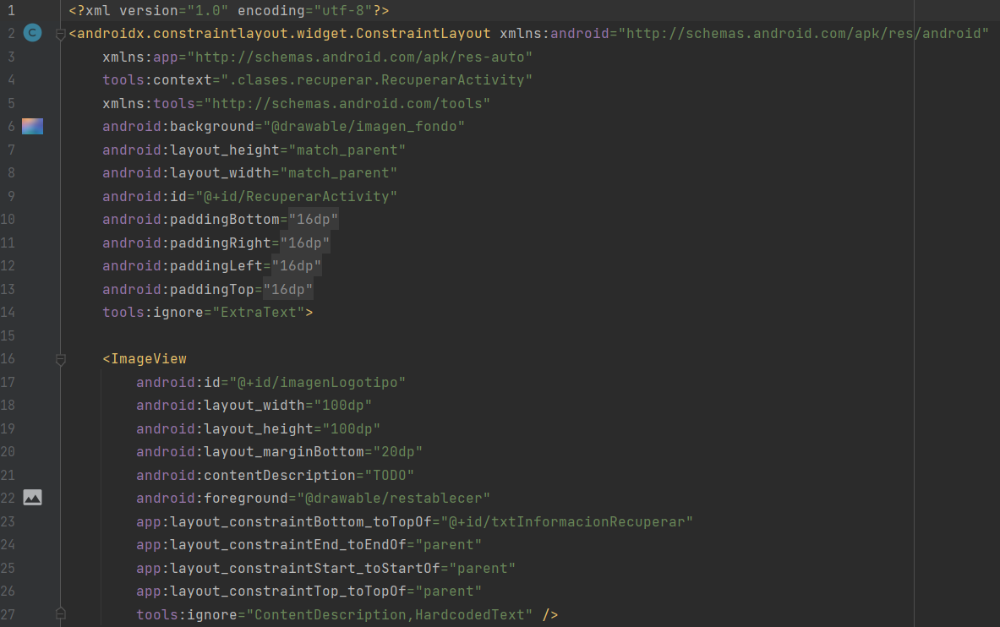 1 <?xml version="1.0" encoding="utf-8"?>
2 C <androidx.constraintlayout.widget.ConstraintLayout xmlns:android="http://schemas.android.com/apk/res/android"
3 xmlns:app="http://schemas.android.com/apk/res-auto"
4 tools:context=".clases.recuperar.RecuperarActivity"
5 xmlns:tools="http://schemas.android.com/tools"
6 android:background="@drawable/imagen_fondo"
7 android:layout_height="match_parent"
8 android:layout_width="match_parent"
9 android:id="@+id/RecuperarActivity"
10 android:paddingBottom="16dp"
11 android:paddingRight="16dp"
12 android:paddingLeft="16dp"
13 android:paddingTop="16dp"
14 tools:ignore="ExtraText">
15
16 <ImageView
17 android:id="@+id/imagenLogotipo"
18 android:layout_width="100dp"
19 android:layout_height="100dp"
20 android:layout_marginBottom="20dp"
21 android:contentDescription="TODO"
22 android:foreground="@drawable/restablecer"
23 app:layout_constraintBottom_toTopOf="@+id/txtInformacionRecuperar"
24 app:layout_constraintEnd_toEndOf="parent"
25 app:layout_constraintStart_toStartOf="parent"
26 app:layout_constraintTop_toTopOf="parent"
27 tools:ignore="ContentDescription,HardcodedText" />